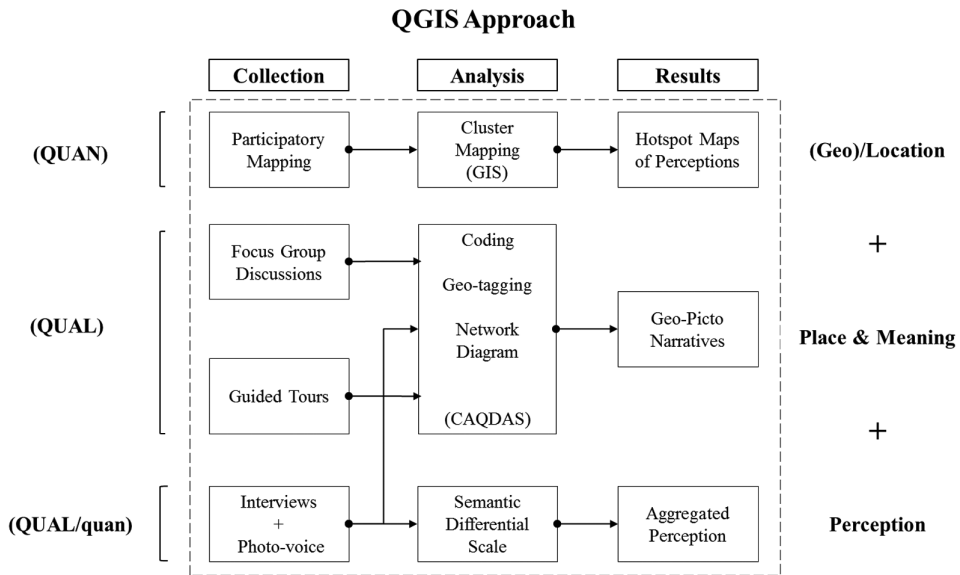 QGIS Approach
Collection
Analysis
Results
(QUAN)
Participatory
Mapping
Cluster
Mapping
(GIS)
Hotspot Maps
of Perceptions
(Geo)/Location
+
(QUAL)
Focus Group
Discussions
Guided Tours
Coding
Geo-tagging
Network
Diagram
(CAQDAS)
Geo-Picto
Narratives
Place & Meaning
+
(QUAL/quan)
Interviews
+
Photo-voice
Semantic
Differential
Scale
Aggregated
Perception
Perception